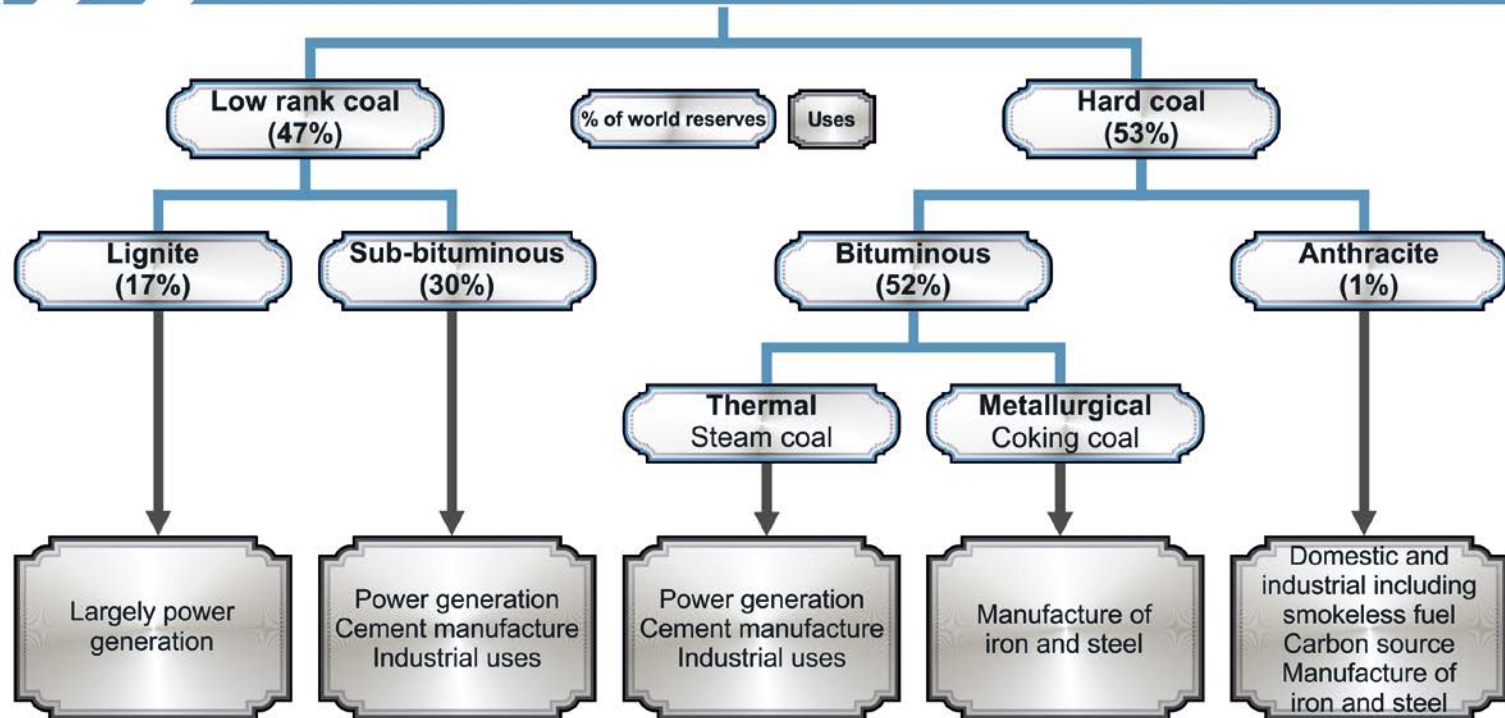 Low rank coal
(47%)
% of world reserves
Uses
Hard coal
(53%)
Lignite
(17%)
Sub-bituminous
(30%)
Bituminous
(52%)
Anthracite
(1%)
Thermal
Steam coal
Metallurgical
Coking coal
Largely power
generation
Power generation
Cement manufacture
Industrial uses
Power generation
Cement manufacture
Industrial uses
Manufacture of
iron and steel
Domestic and
industrial including
smokeless fuel
Carbon source
Manufacture of
iron and steel